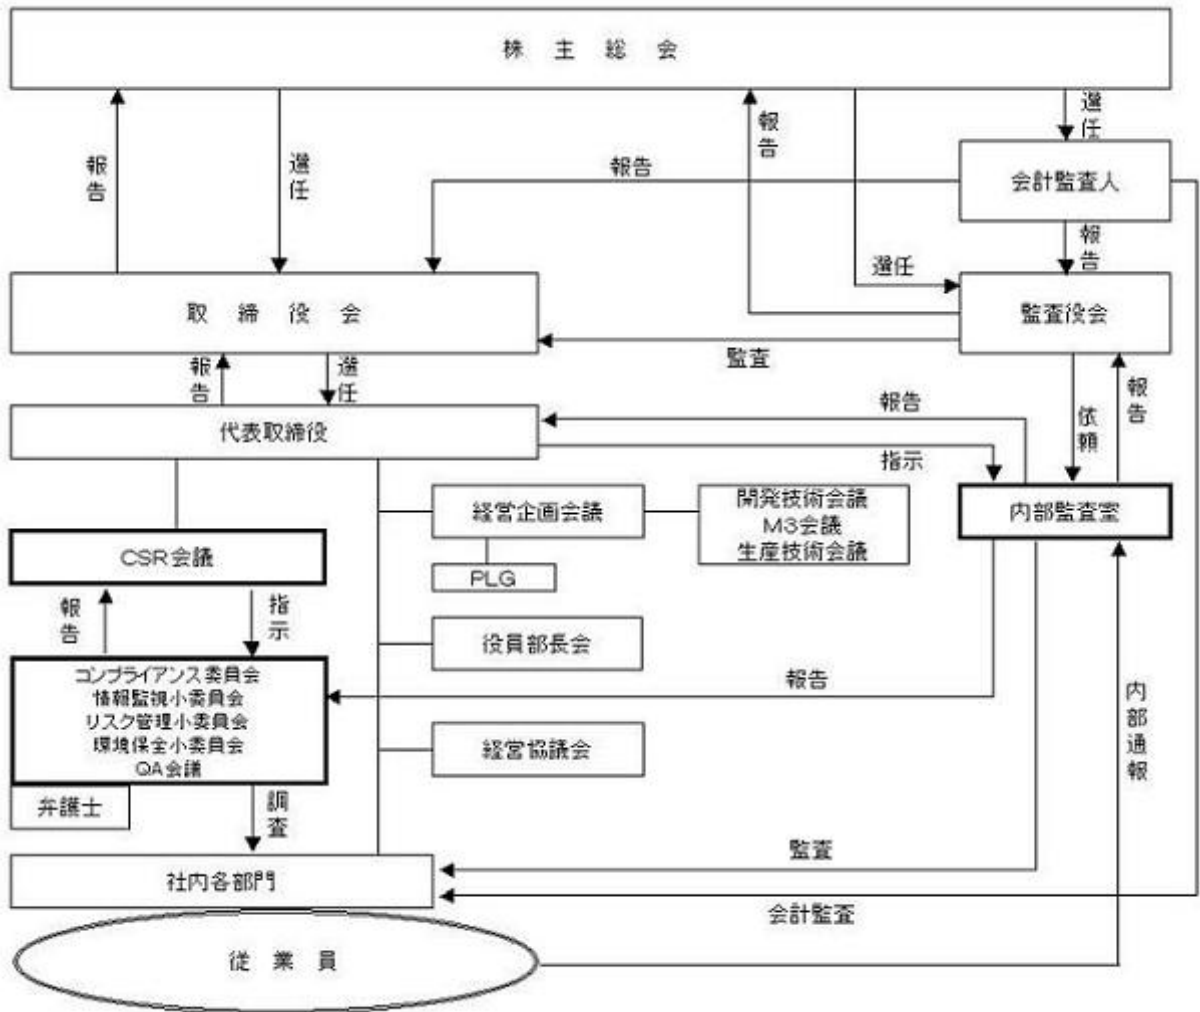 株主総会
報告
選任
報告
報告
選任
会計監査人
報告
選任
取締役会
監査役会
監査
報告
選任
報告
依頼
報告
代表取締役
指示
経営企画会議
開発技術会議
M3会議
生産技術会議
内部監査室
CSR会議
PLG
報告
指示
役員部長会
コンプライアンス委員会
情報監視小委員会
リスク管理小委員会
環境保全小委員会
QA会議
報告
内部通報
経営協議会
弁護士
調査
監査
社内各部門
会計監査
従業員